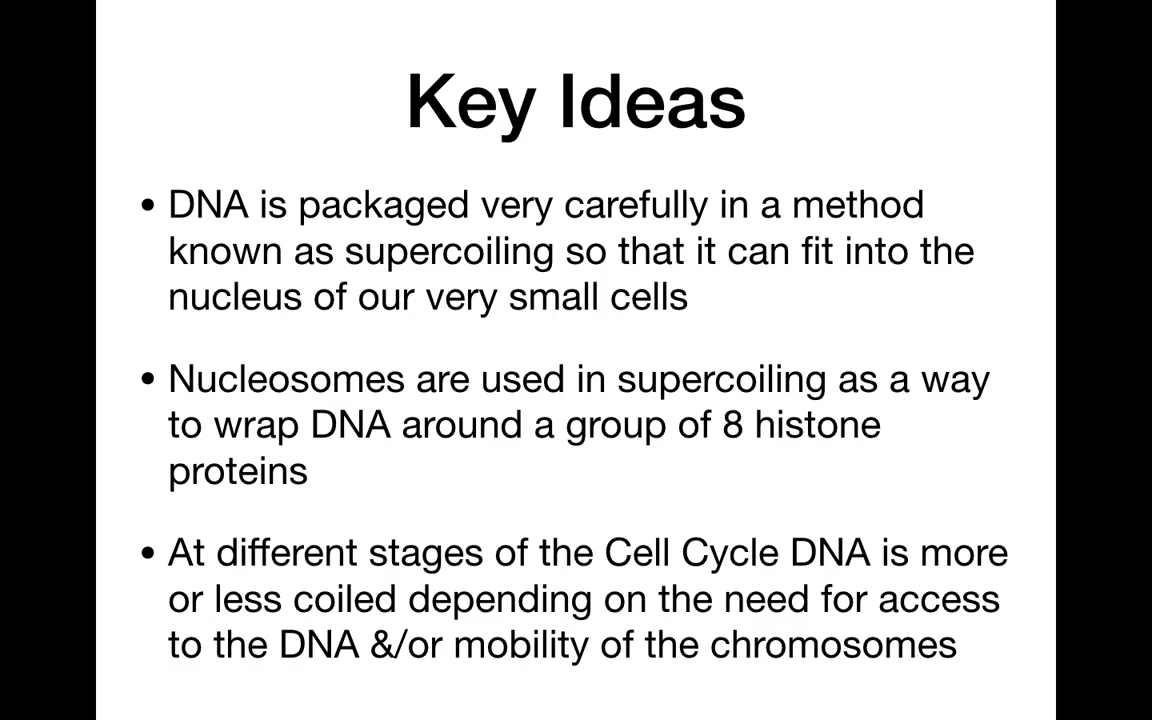 Key Ideas
• DNA is packaged very carefully in a method
known as supercoiling so that it can fit into the
nucleus of our very small cells
• Nucleosomes are used in supercoiling as a way
to wrap DNA around a group of 8 histone
proteins
• At different stages of the Cell Cycle DNA is more
or less coiled depending on the need for access
to the DNA &/or mobility of the chromosomes